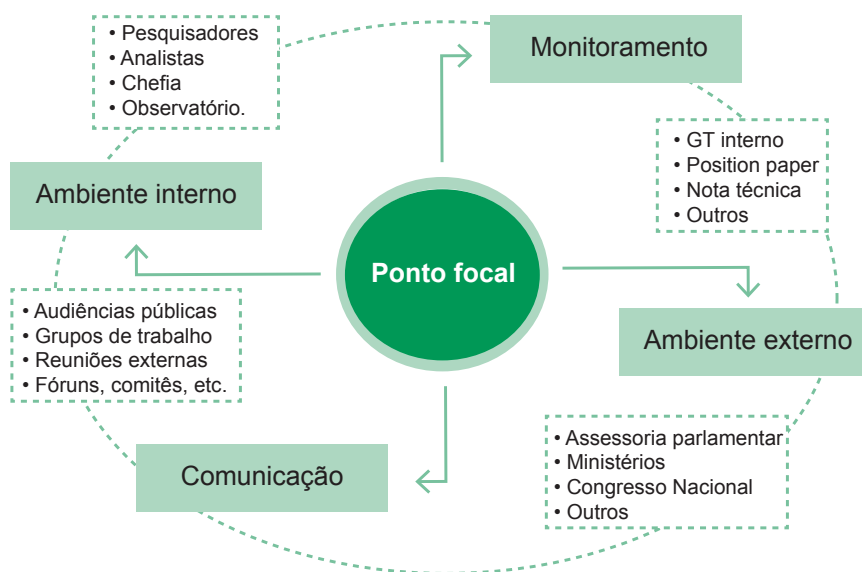 • Pesquisadores
• Analistas
• Chefia
• Observatório.
Monitoramento
• GT interno
• Position paper
• Nota técnica
• Outros
Ambiente interno
Ponto focal
• Audiências públicas
• Grupos de trabalho
• Reuniões externas
• Fóruns, comitês, etc.
Ambiente externo
• Assessoria parlamentar
• Ministérios
• Congresso Nacional
• Outros
Comunicação